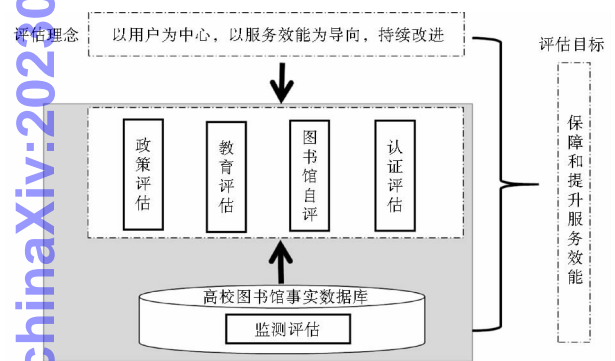 评估理念
以用户为中心，以服务效能为导向，持续改进
评估目标
政策评估
教育评估
图书馆自评
认证评估
保障和提升服务效能
高校图书馆事实数据库
监测评估
chinaXiv:20230